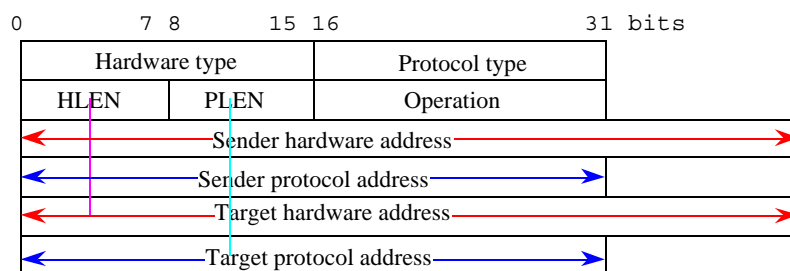 0 7 8 15 16 31 bits
Hardware type Protocol type
HLEN PLEN Operation
Sender hardware address
Sender protocol address
Target hardware address
Target protocol address